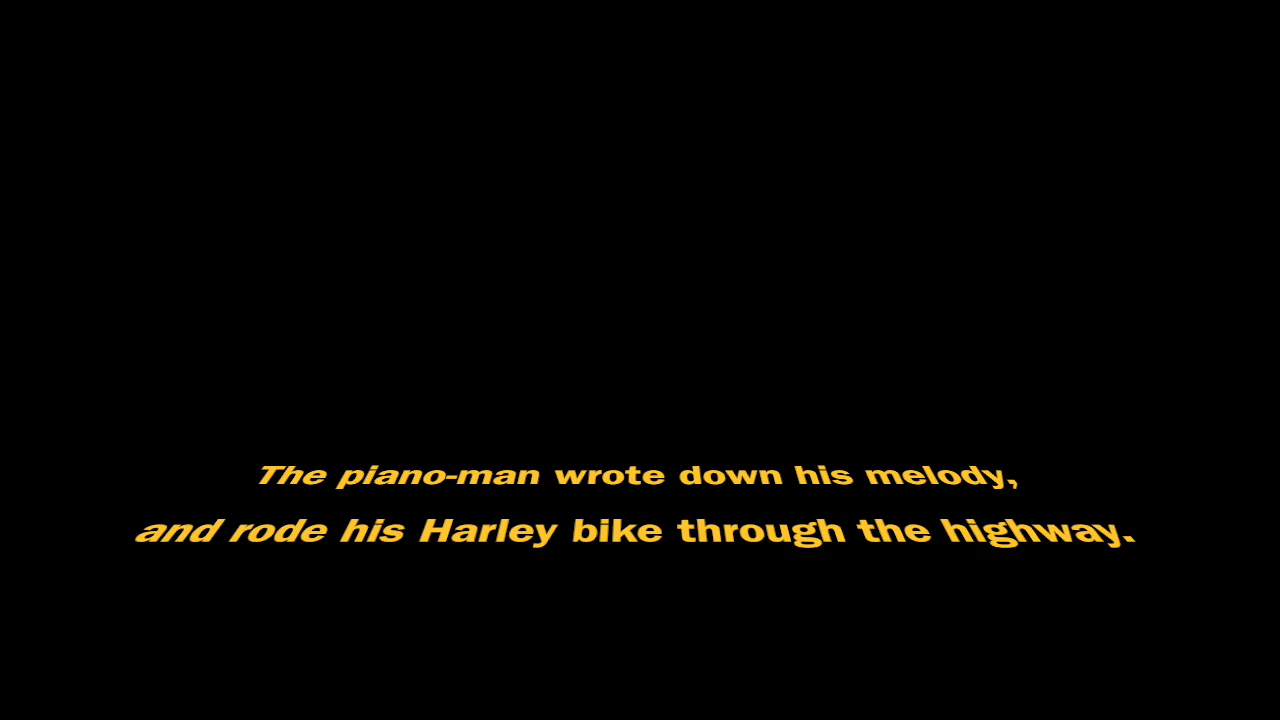 The piano-man wrote down his melody,
and rode his Harley bike through the highway.